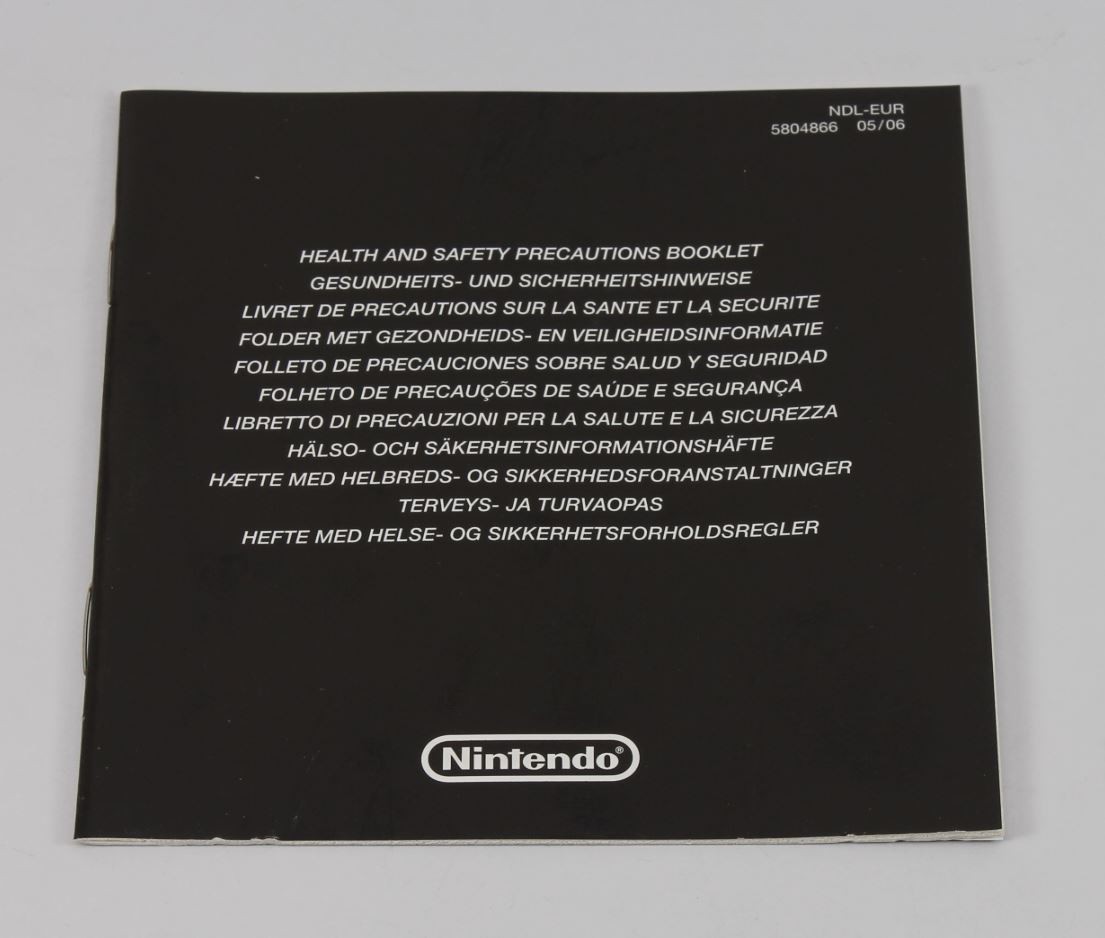 NDL-EUR
5804866 05/06
HEALTH AND SAFETY PRECAUTIONS BOOKLET
GESUNDHEITS- UND SICHERHEITSHINWEISE
LIVRET DE PRECAUTIONS SUR LA SANTE ET LA SECURITE
FOLDER MET GEZONDHEIDS- EN VEILIGHEIDSINFORMATIE
FOLLETO DE PRECAUCIONES SOBRE SALUD Y SEGURIDAD
FOLHETO DE PRECAUÇÕES DE SAÚDE E SEGURANÇA
LIBRETTO DI PRECAUZIONI PER LA SALUTE E LA SICUREZZA
HÄLSO- OCH SÄKERHETSINFORMATIONSHÄFTE
HÆFTE MED HELBREDS- OG SIKKERHEDSFORANSTALTNINGER
TERVEYS- JA TURVAOPAS
HEFTE MED HELSE- OG SIKKERHETSFORHOLDSREGLER
Nintendo®